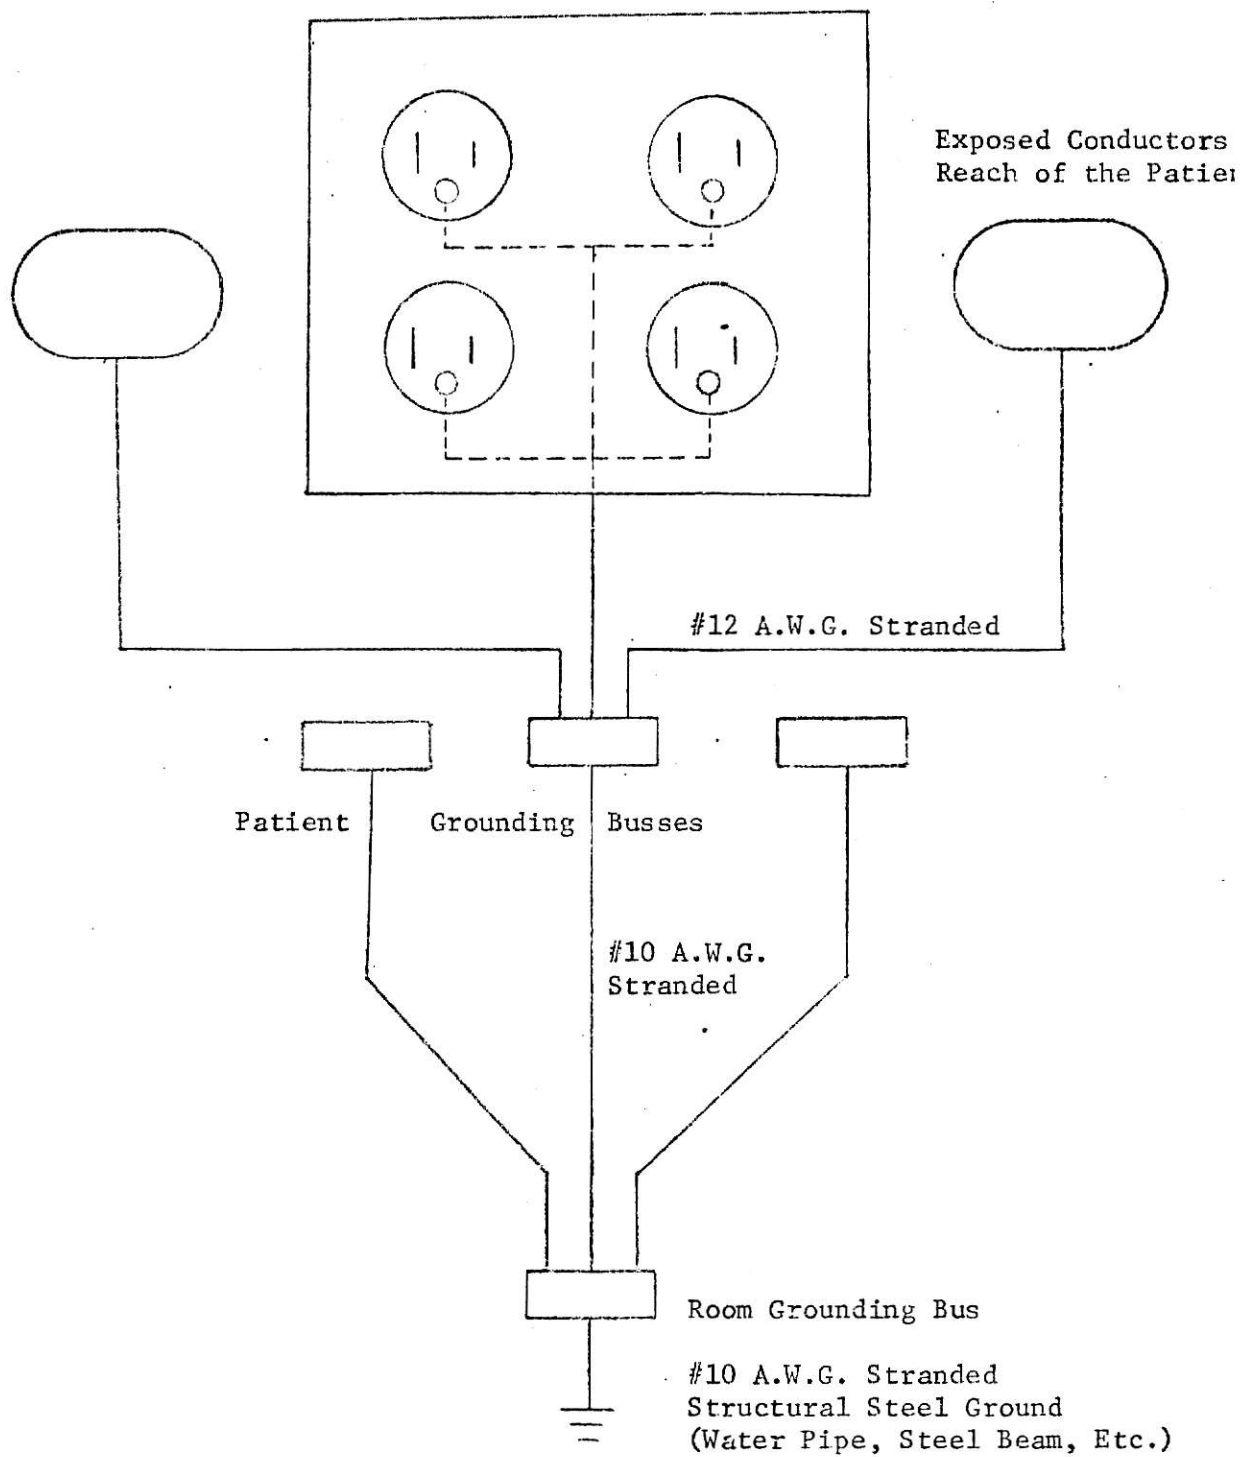 Exposed Conductors
Reach of the
#12 A.W.G. Stranded
Patient Grounding Busses
#10 A.W.G.
Stranded
Room Grounding Bus
#10 A.W.G. Stranded
Structural Steel Ground
(Water Pipe, Steel Beam, Etc.)